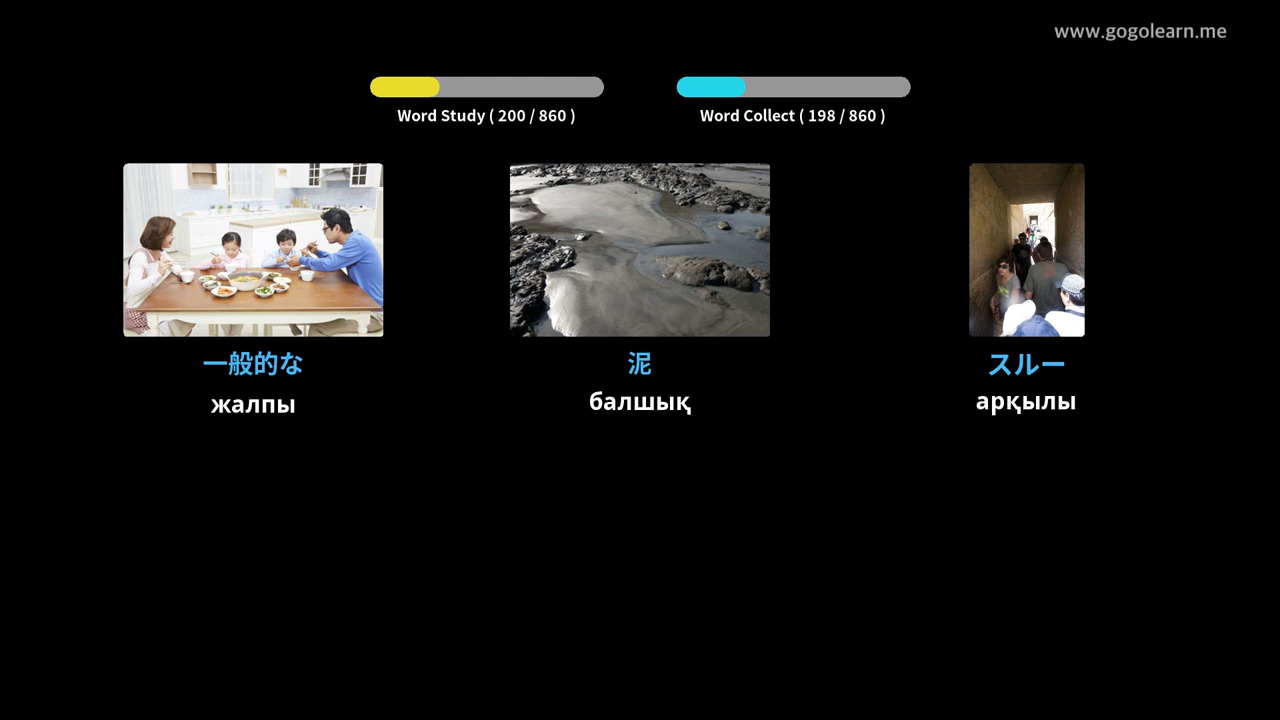 www.gogolearn.me
Word Study ( 200 / 860 )
Word Collect ( 198 / 860 )
一般的な
泥
スルー
жалпы
балшық
арқылы